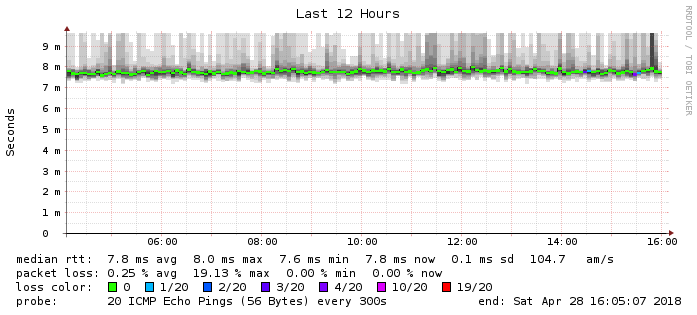 Last 12 Hours
RRDTOOL / TOBI OETIKER
Seconds
9 m
8 m
7 m
6 m
5 m
4 m
3 m
2 m
1 m
0
06:00 08:00 10:00 12:00 14:00 16:00
median rtt: 7.8 ms avg 8.0 ms max 7.6 ms min 7.8 ms now 0.1 ms sd 104.7 am/s
packet loss: 0.25 % avg 19.13 % max 0.00 % min 0.00 % now
loss color: 0 1/20 2/20 3/20 4/20 10/20 19/20
probe: 20 ICMP Echo Pings (56 Bytes) every 300s end: Sat Apr 28 16:05:07 2018